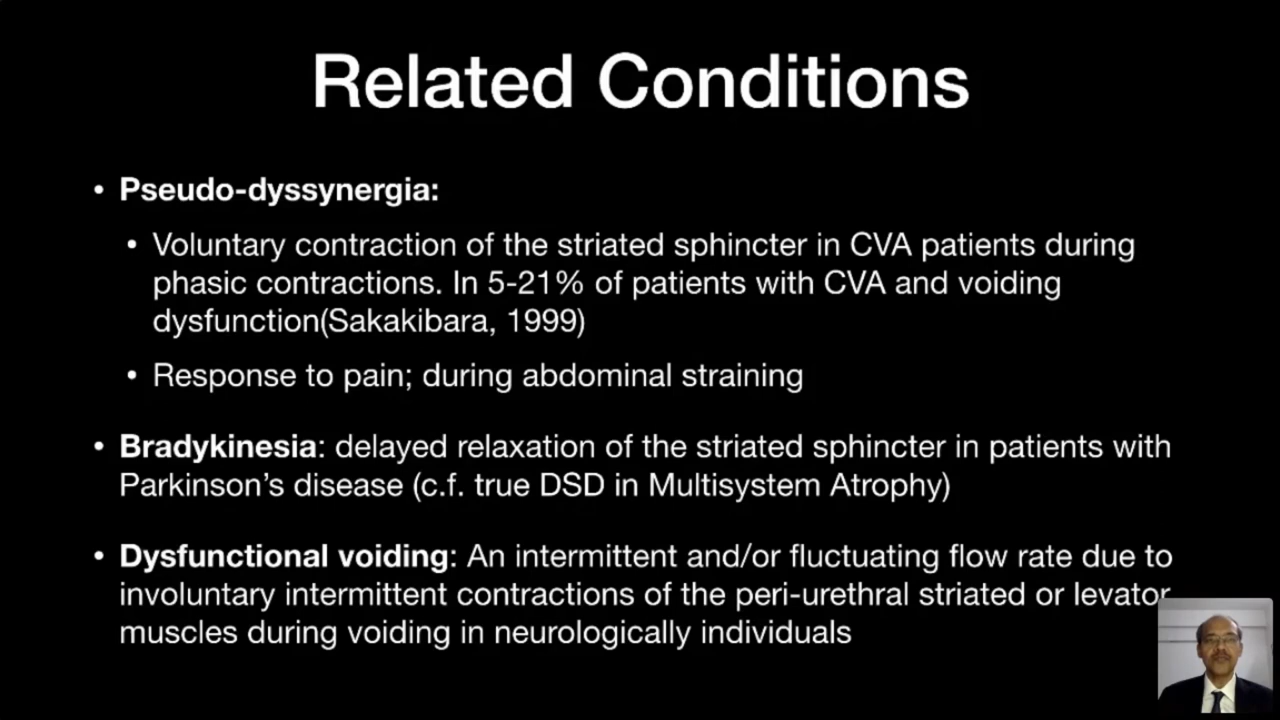 Related Conditions
• Pseudo-dyssynergia:
• Voluntary contraction of the striated sphincter in CVA patients during
phasic contractions. In 5-21% of patients with CVA and voiding
dysfunction(Sakakibara, 1999)
• Response to pain; during abdominal straining
• Bradykinesia: delayed relaxation of the striated sphincter in patients with
Parkinson's disease (c.f. true DSD in Multisystem Atrophy)
• Dysfunctional voiding: An intermittent and/or fluctuating flow rate due to
involuntary intermittent contractions of the peri-urethral striated or levator
muscles during voiding in neurologically individuals